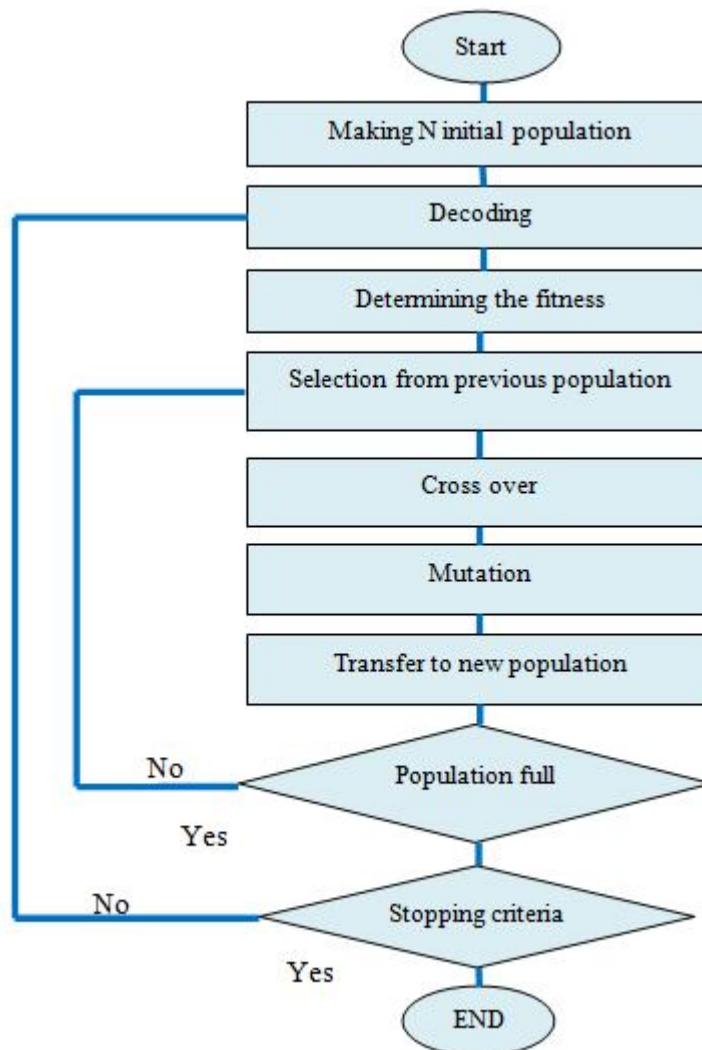 Start
Making N initial population
Decoding
Determining the fitness
Selection from previous population
Cross over
Mutation
Transfer to new population
Population full
No
Yes
Stopping criteria
No
Yes
END